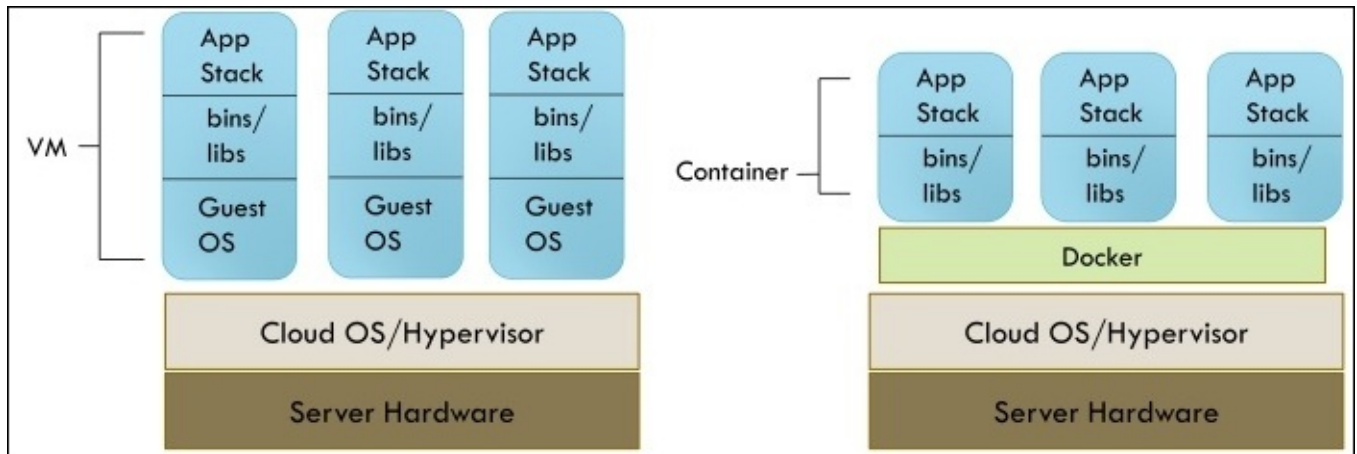 VM
App
Stack
bins/
libs
Guest
OS
App
Stack
bins/
libs
Guest
OS
App
Stack
bins/
libs
Guest
OS
Cloud OS/Hypervisor
Server Hardware
Container
App
Stack
bins/
libs
App
Stack
bins/
libs
App
Stack
bins/
libs
Docker
Cloud OS/Hypervisor
Server Hardware